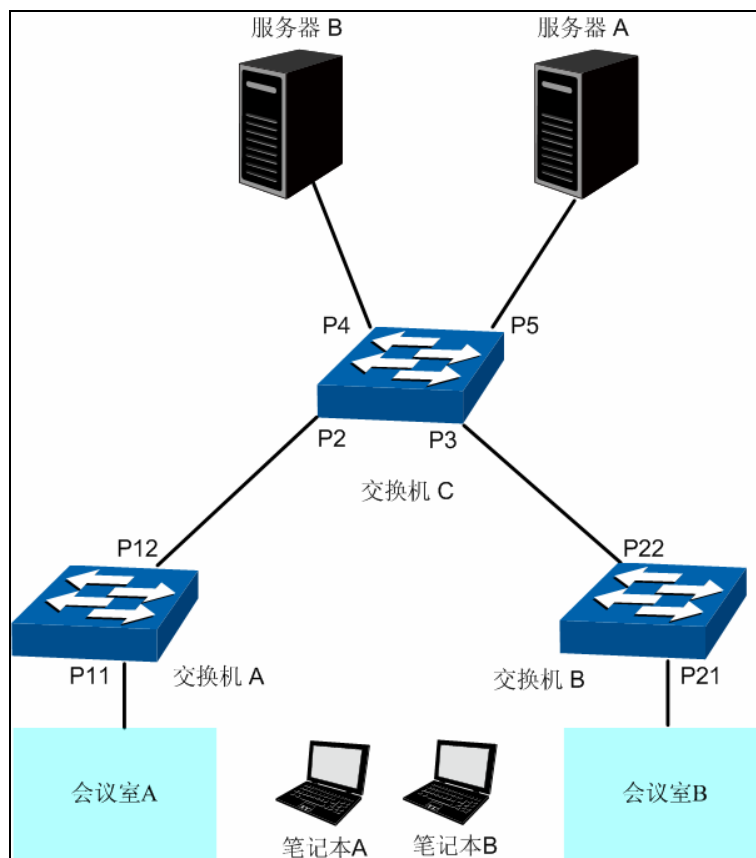 服务器 B
服务器 A
P4
P5
P2
P3
交换机 C
P12
P22
P11
交换机 A
交换机 B
P21
会议室A
会议室B
笔记本A
笔记本B